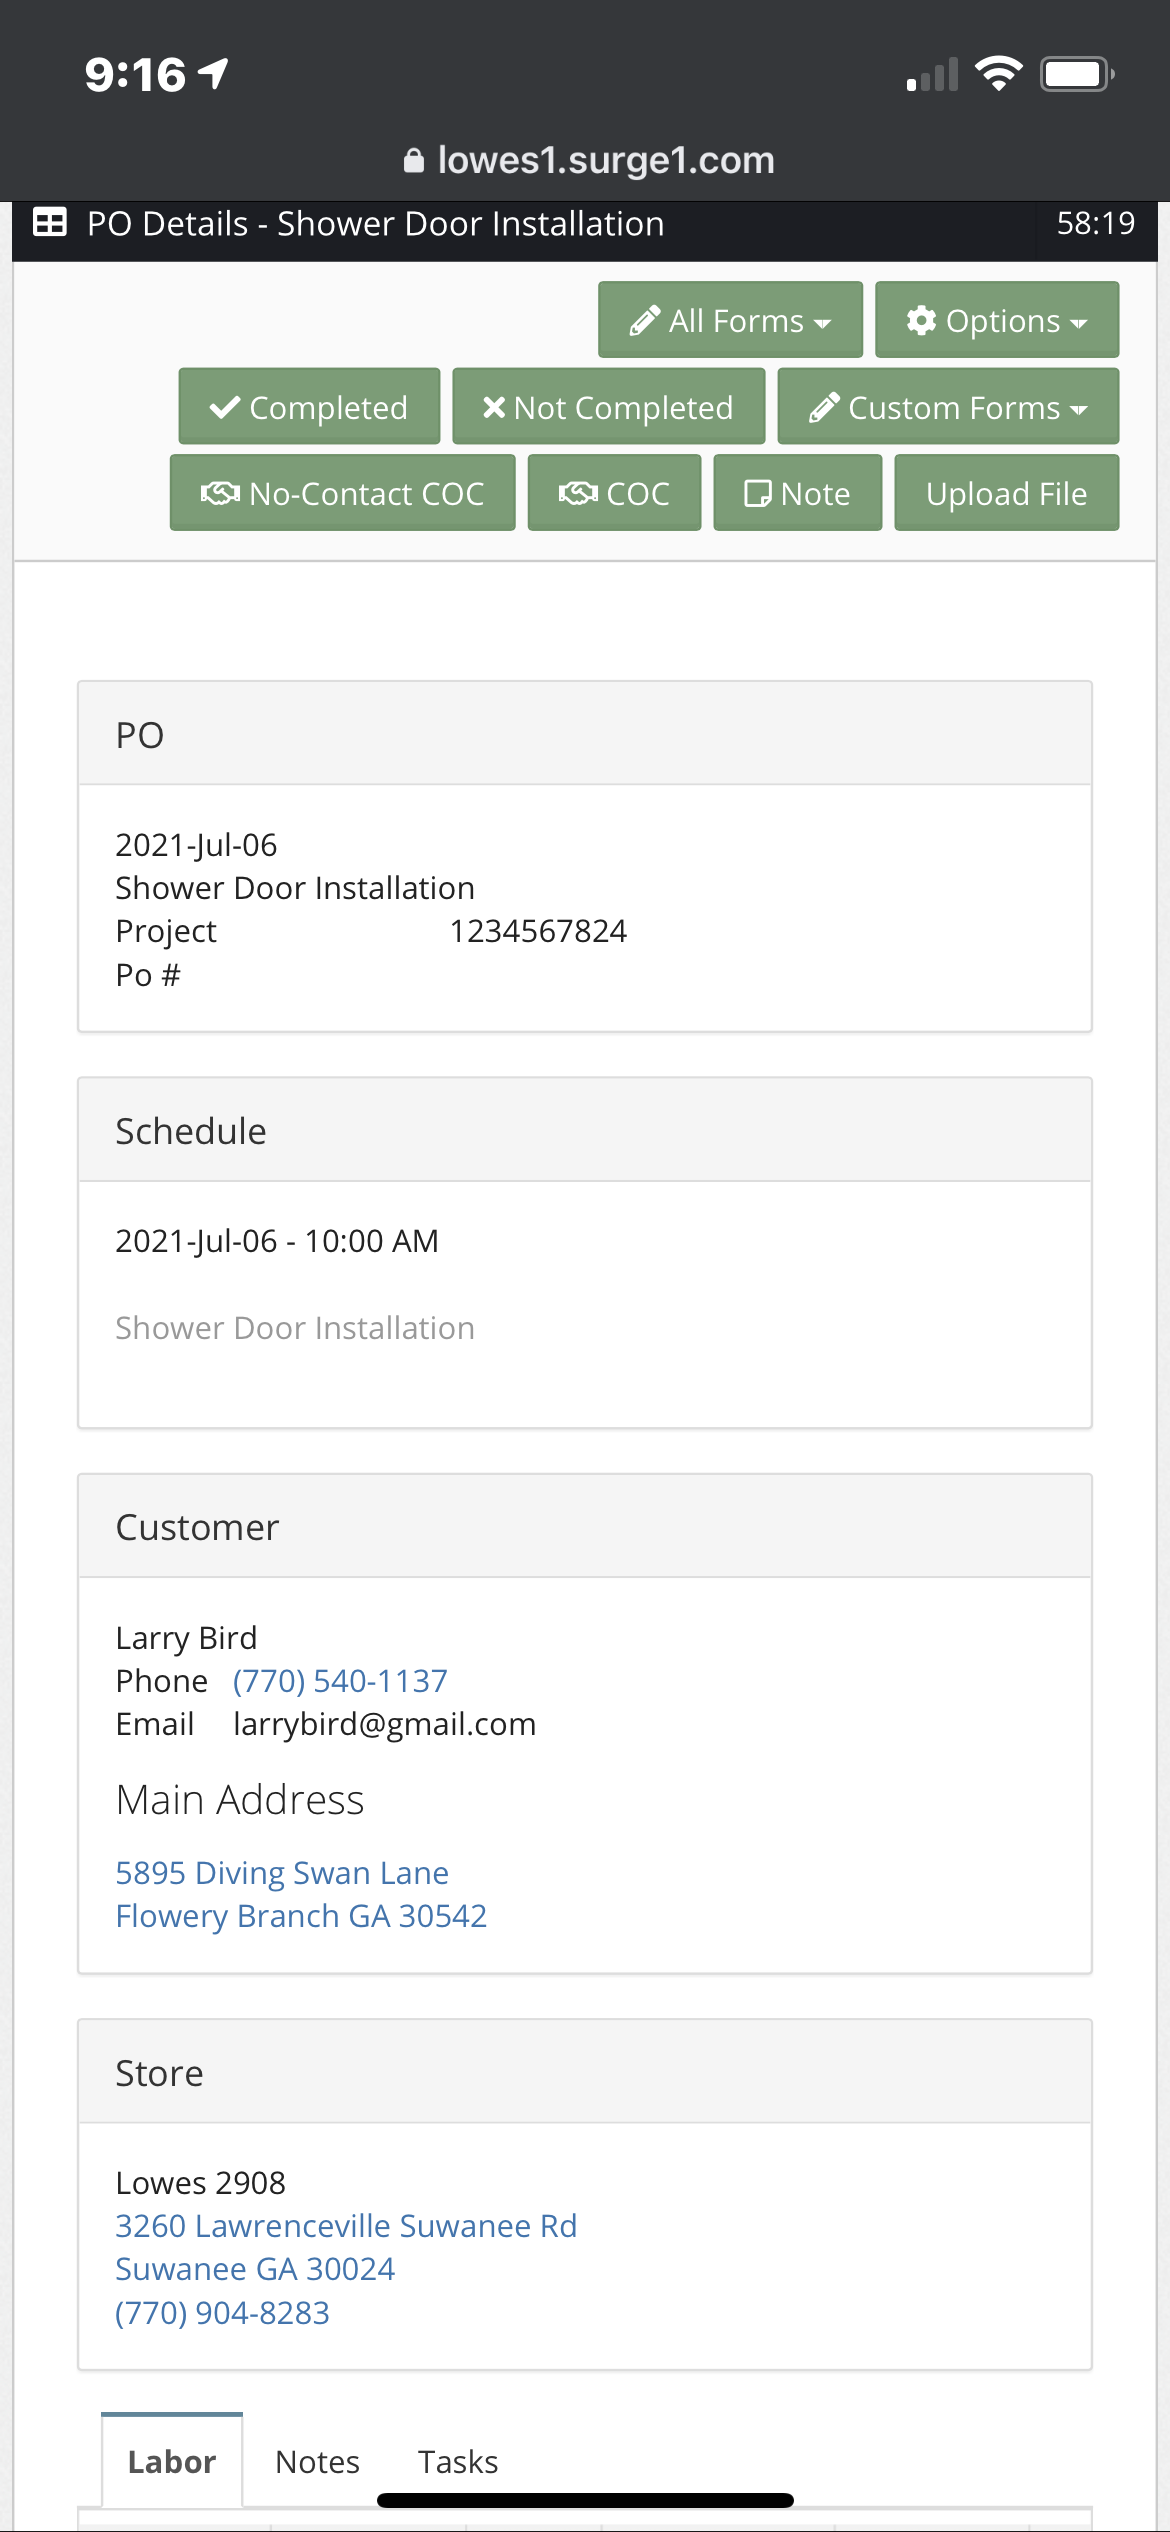 9:16
lowes1.surge1.com
PO Details - Shower Door Installation 58:19
All Forms Options
Completed Not Completed Custom Forms
No-Contact COC COC Note Upload File
PO
2021-Jul-06
Shower Door Installation
Project 1234567824
Po #
Schedule
2021-Jul-06 - 10:00 AM
Shower Door Installation
Customer
Larry Bird
Phone (770) 540-1137
Email larrybird@gmail.com
Main Address
5895 Diving Swan Lane
Flowery Branch GA 30542
Store
Lowes 2908
3260 Lawrenceville Suwanee Rd
Suwanee GA 30024
(770) 904-8283
Labor Notes Tasks